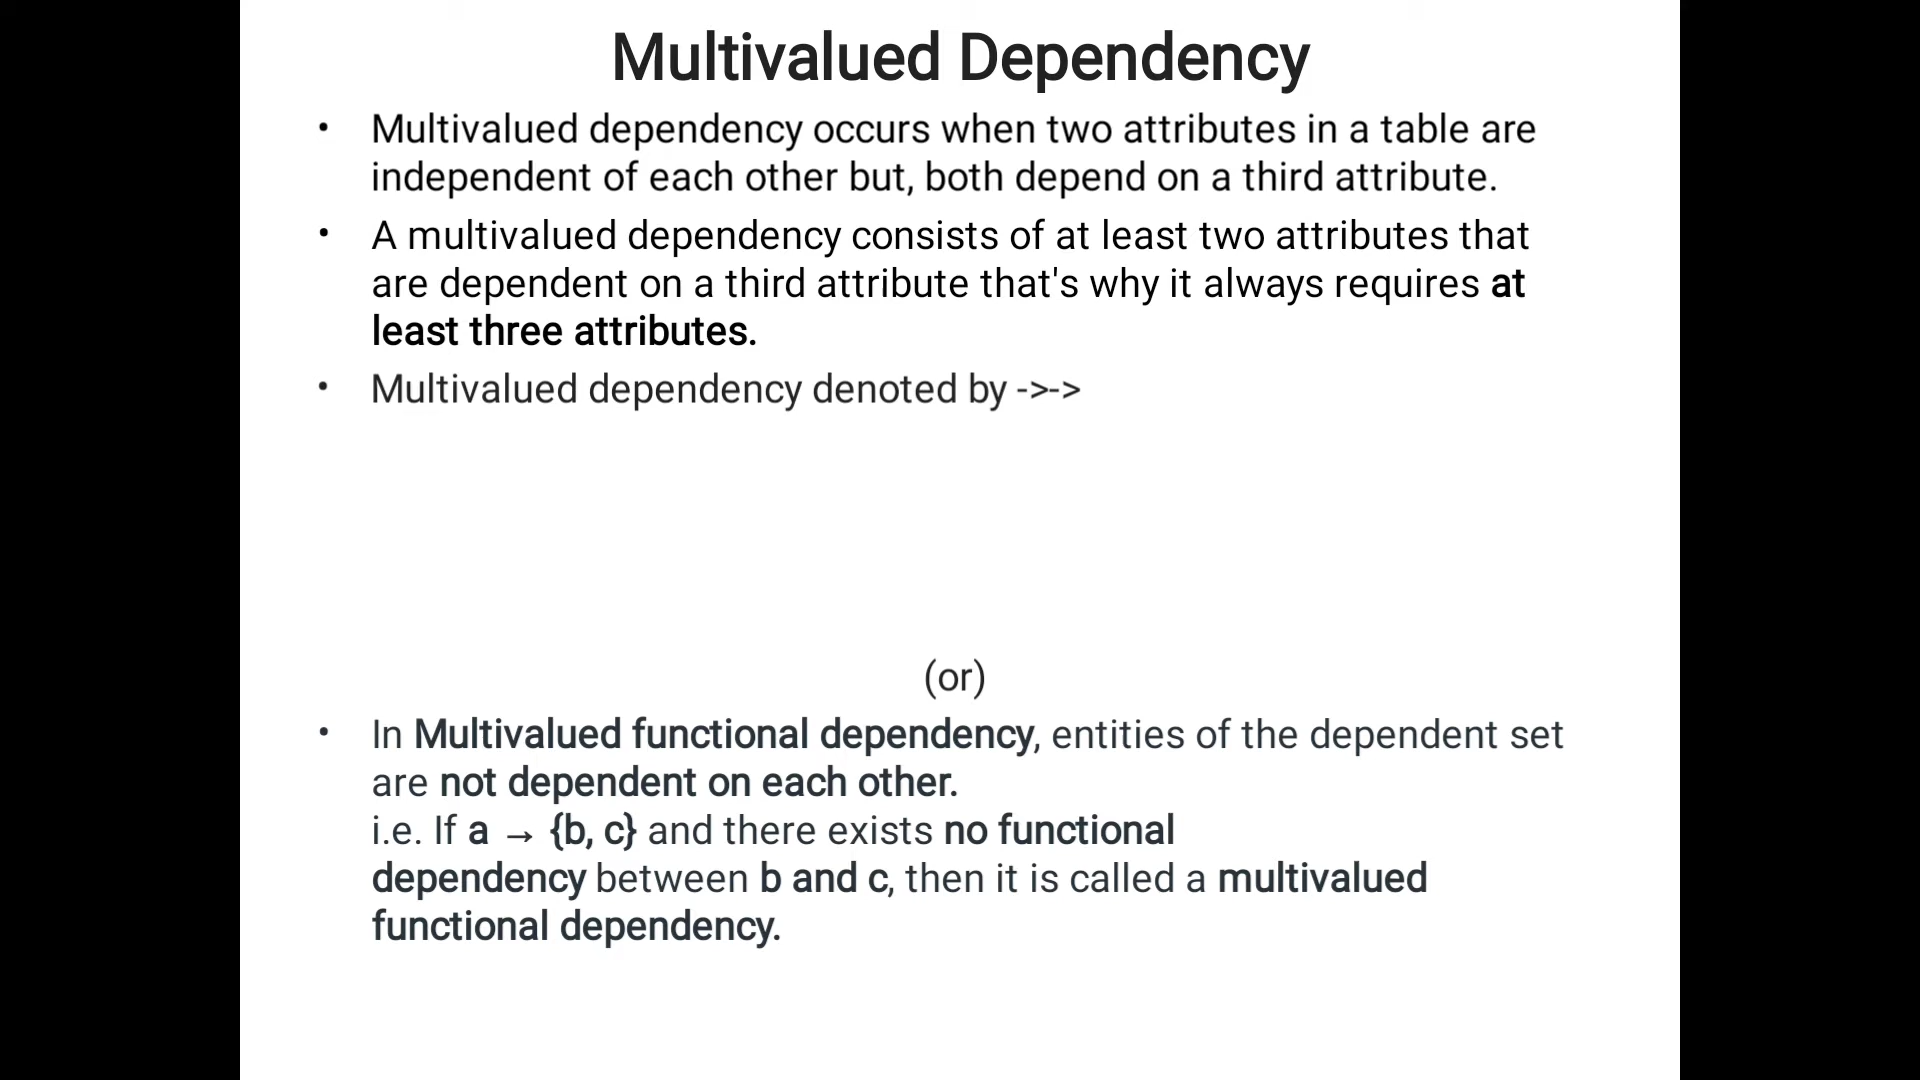 Multivalued Dependency
• Multivalued dependency occurs when two attributes in a table are
independent of each other but, both depend on a third attribute.
• A multivalued dependency consists of at least two attributes that
are dependent on a third attribute that's why it always requires at
least three attributes.
• Multivalued dependency denoted by ->->
(or)
• In Multivalued functional dependency, entities of the dependent set
are not dependent on each other.
i.e. If a → {b, c} and there exists no functional
dependency between b and c, then it is called a multivalued
functional dependency.